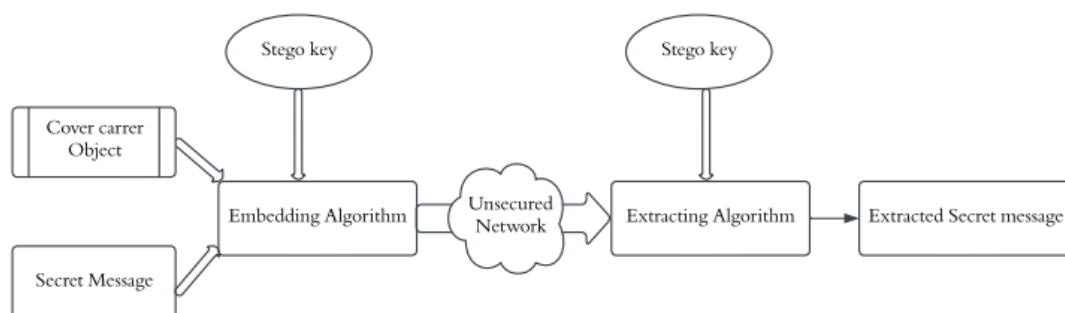 Stego key
Stego key
Cover carrer
Object
Embedding Algorithm
Unsecured
Network
Extracting Algorithm
Extracted Secret message
Secret Message